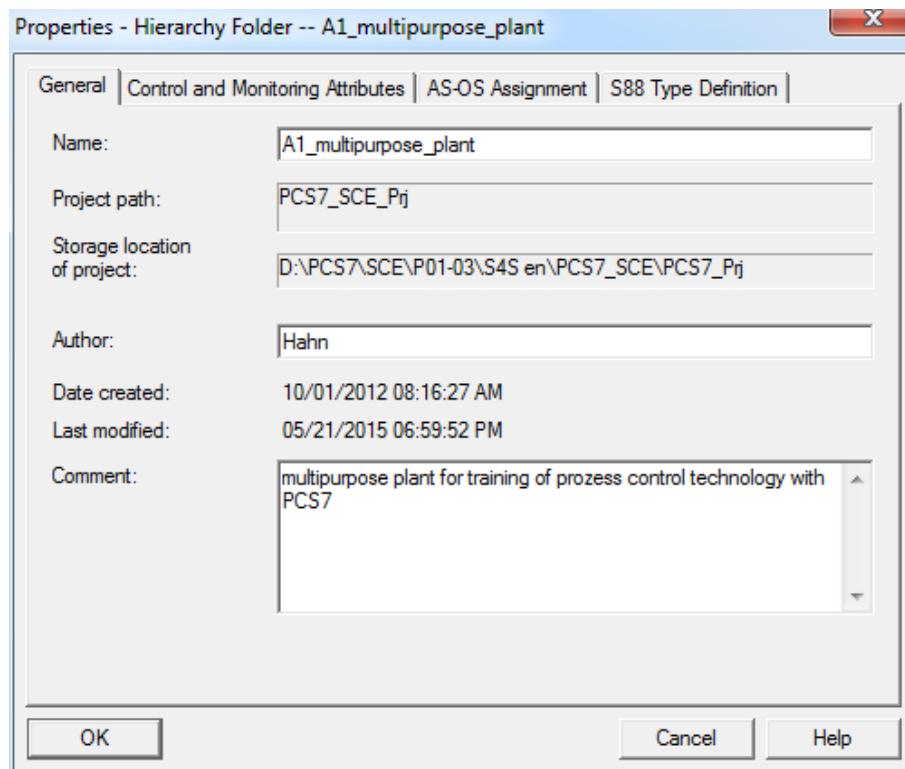 Properties - Hierarchy Folder -- A1_multipurpose_plant
General Control and Monitoring Attributes AS-OS Assignment S88 Type Definition
Name: A1_multipurpose_plant
Project path: PCS7_SCE_Prj
Storage location
of project: D:\PCS7\SCE\P01-03\S4S en\PCS7_SCE\PCS7_Prj
Author: Hahn
Date created: 10/01/2012 08:16:27 AM
Last modified: 05/21/2015 06:59:52 PM
Comment: multipurpose plant for training of prozess control technology with
PCS7
OK Cancel Help